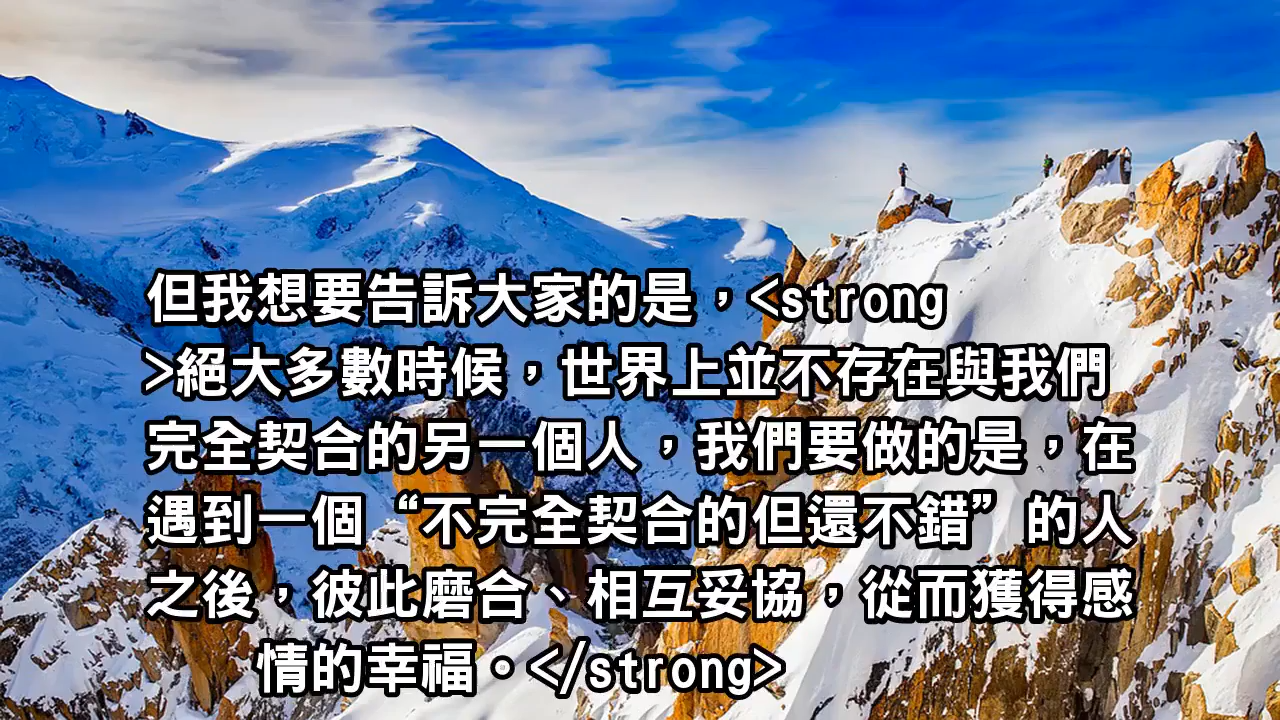 但我想要告訴大家的是，<strong
>絕大多數時候，世界上並不存在與我們
完全契合的另一個人，我們要做的是，在
遇到一個“不完全契合的但還不錯”的人
之後，彼此磨合、相互妥協，從而獲得感
情的幸福。</strong>